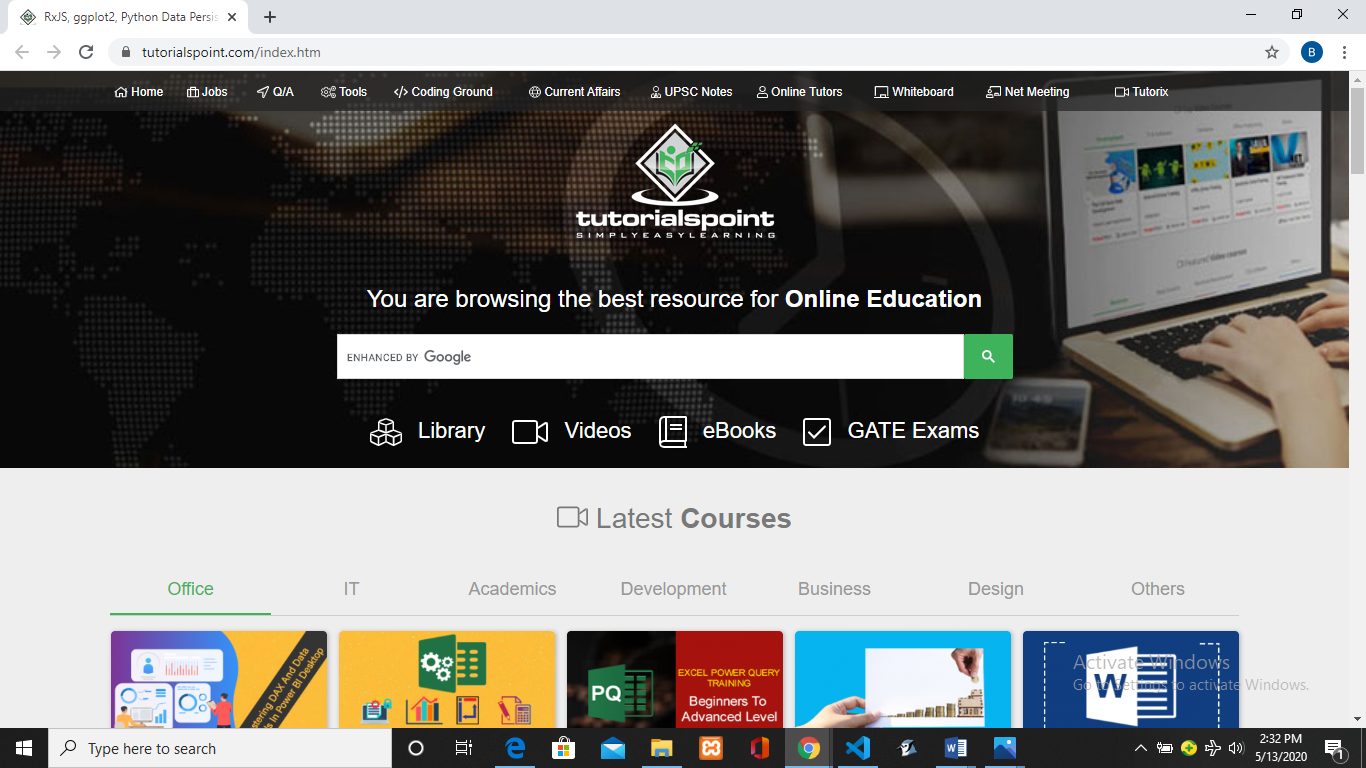 RxJS, ggplot2, Python Data Persis
tutorialspoint.com/index.htm
B
Home Jobs Q/A Tools Coding Ground Current Affairs UPSC Notes Online Tutors Whiteboard Net Meeting Tutorix
tutorialspoint
SIMPLYEASYLEARNING
You are browsing the best resource for Online Education
ENHANCED BY Google
Library Videos eBooks GATE Exams
Latest Courses
Office IT Academics Development Business Design Others
And Data
In Power BI Desktop
PQ
EXCEL POWER QUERY
TRAINING
Beginners To
Advanced Level
W
Activate Windows
Go to Settings to activate Windows.
Type here to search
2:32 PM
5/13/2020
1